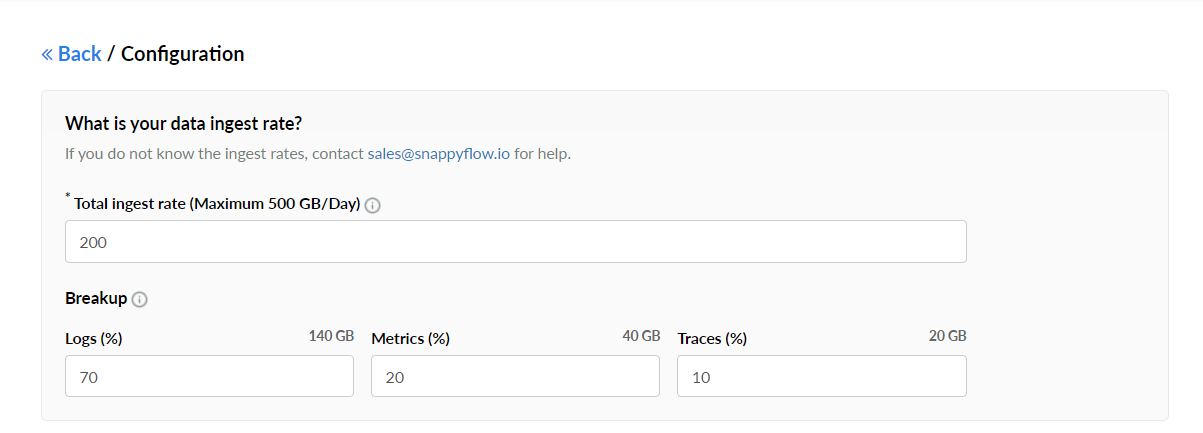 « Back / Configuration
What is your data ingest rate?
If you do not know the ingest rates, contact sales@snappyflow.io for help.
* Total ingest rate (Maximum 500 GB/Day)
200
Breakup
Logs (%) 140 GB Metrics (%) 40 GB Traces (%) 20 GB
70 20 10